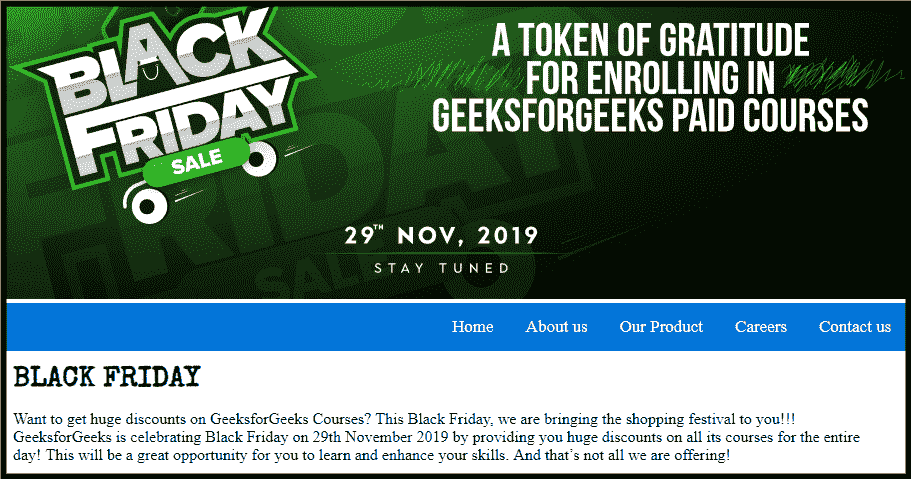 BLACK
FRIDAY
SALE
A TOKEN OF GRATITUDE
FOR ENROLLING IN
GEEKSFORGEEKS PAID COURSES
FRIDAY
SALE
29TH NOV, 2019
STAY TUNED
Home About us Our Product Careers Contact us
BLACK FRIDAY
Want to get huge discounts on GeeksforGeeks Courses? This Black Friday, we are bringing the shopping festival to you!!!
GeeksforGeeks is celebrating Black Friday on 29th November 2019 by providing you huge discounts on all its courses for the entire
day! This will be a great opportunity for you to learn and enhance your skills. And that’s not all we are offering!